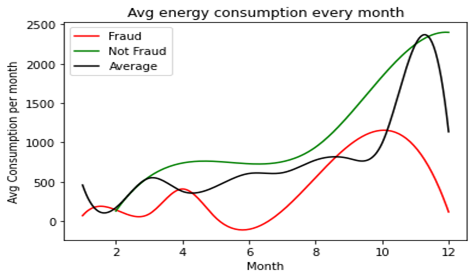 Avg energy consumption every month
Fraud
Not Fraud
Average
Avg Consumption per month
2500
2000
1500
1000
500
0
2 4 6 8 10 12
Month